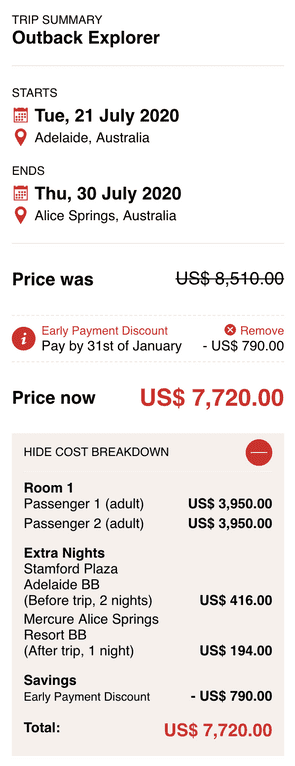 TRIP SUMMARY
Outback Explorer
STARTS
Tue, 21 July 2020
Adelaide, Australia
ENDS
Thu, 30 July 2020
Alice Springs, Australia
Price was US$ 8,510.00
i Early Payment Discount Remove
Pay by 31st of January - US$ 790.00
Price now US$ 7,720.00
HIDE COST BREAKDOWN
Room 1
Passenger 1 (adult) US$ 3,950.00
Passenger 2 (adult) US$ 3,950.00
Extra Nights
Stamford Plaza
Adelaide BB
(Before trip, 2 nights) US$ 416.00
Mercure Alice Springs
Resort BB
(After trip, 1 night) US$ 194.00
Savings
Early Payment Discount - US$ 790.00
Total: US$ 7,720.00